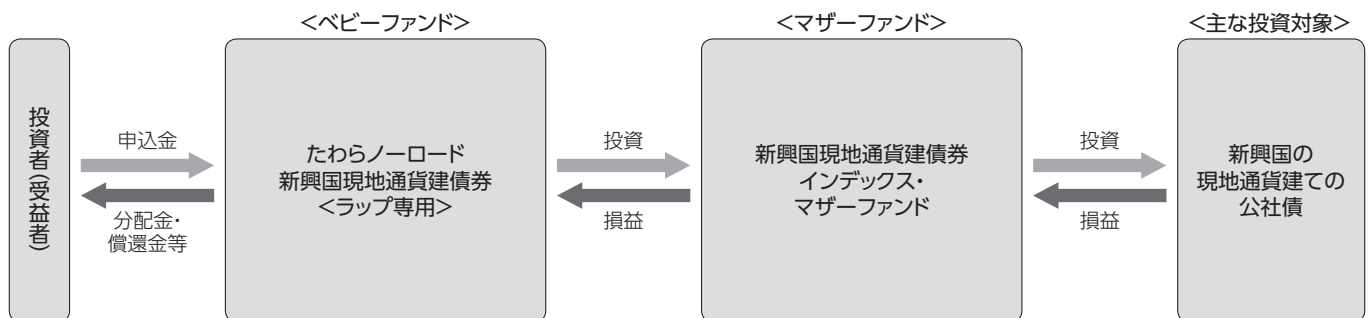 <ベビーファンド>
<マザーファンド>
<主な投資対象>
投資者(受益者)
申込金
分配金・
償還金等
たわらノーロード
新興国現地通貨建債券
<ラップ専用>
投資
損益
新興国現地通貨建債券
インデックス・
マザーファンド
投資
損益
新興国の
現地通貨建ての
公社債